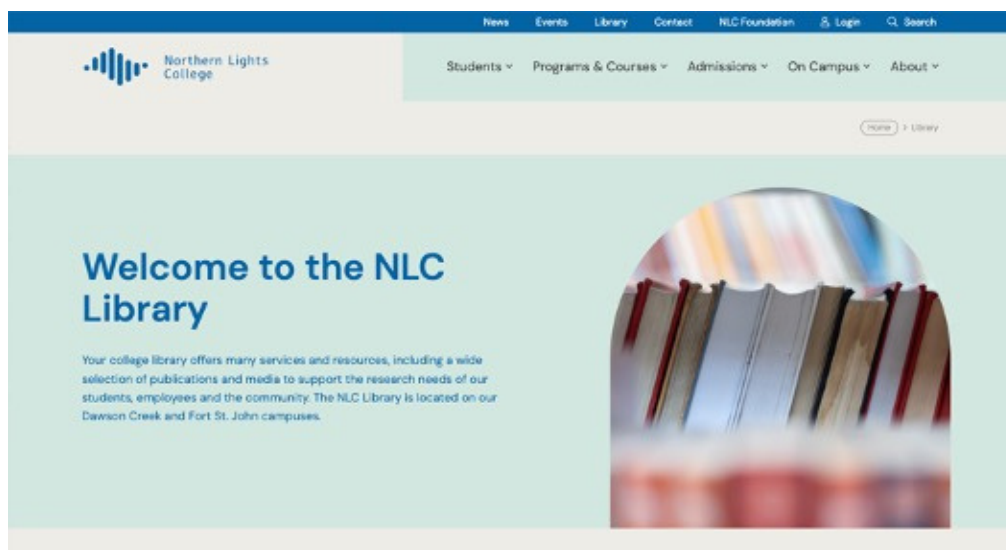 News Events Library Contact NLC Foundation Login Search
Northern Lights
College
Students Programs & Courses Admissions On Campus About
Home > Library
Welcome to the NLC
Library
Your college library offers many services and resources, including a wide
selection of publications and media to support the research needs of our
students, employees and the community. The NLC Library is located on our
Dawson Creek and Fort St. John campuses.